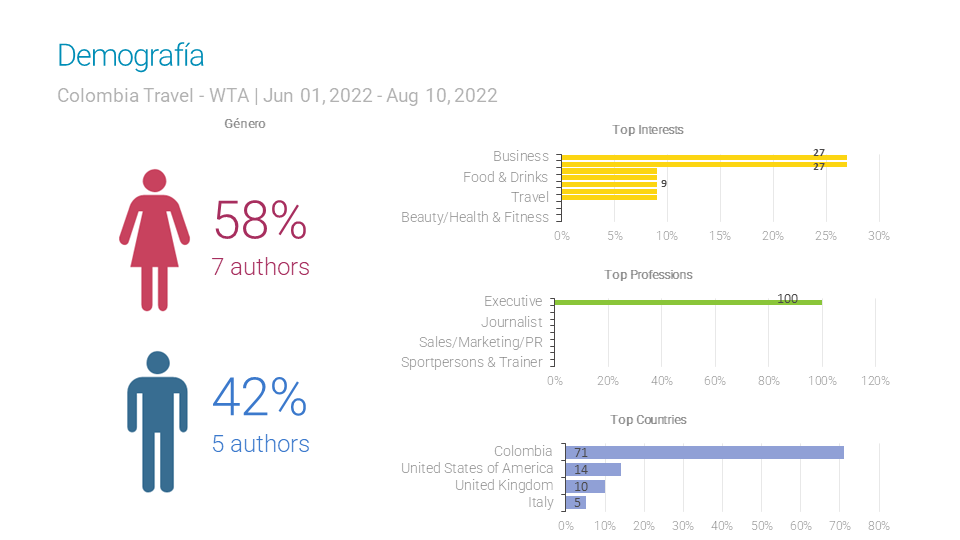 Demografía
Colombia Travel - WTA | Jun 01, 2022 - Aug 10, 2022
Género
58%
7 authors
42%
5 authors
Top Interests
Business
Food & Drinks
Travel
Beauty/Health & Fitness
27
27
9
0% 5% 10% 15% 20% 25% 30%
Top Professions
Executive
Journalist
Sales/Marketing/PR
Sportpersons & Trainer
100
0% 20% 40% 60% 80% 100% 120%
Top Countries
Colombia 71
United States of America 14
United Kingdom 10
Italy 5
0% 10% 20% 30% 40% 50% 60% 70% 80%